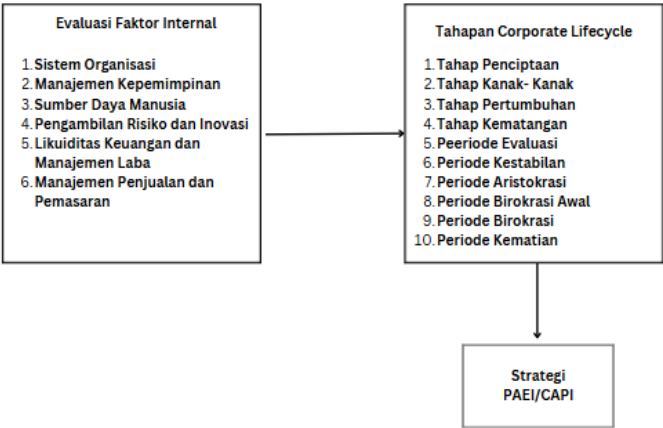 Evaluasi Faktor Internal
1. Sistem Organisasi
2. Manajemen Kepemimpinan
3. Sumber Daya Manusia
4. Pengambilan Risiko dan Inovasi
5. Likuiditas Keuangan dan
Manajemen Laba
6. Manajemen Penjualan dan
Pemasaran
Tahapan Corporate Lifecycle
1. Tahap Penciptaan
2. Tahap Kanak- Kanak
3. Tahap Pertumbuhan
4. Tahap Kematangan
5. Peeriode Evaluasi
6. Periode Kestabilan
7. Periode Aristokrasi
8. Periode Birokrasi Awal
9. Periode Birokrasi
10. Periode Kematian
Strategi
PAEI/CAPI